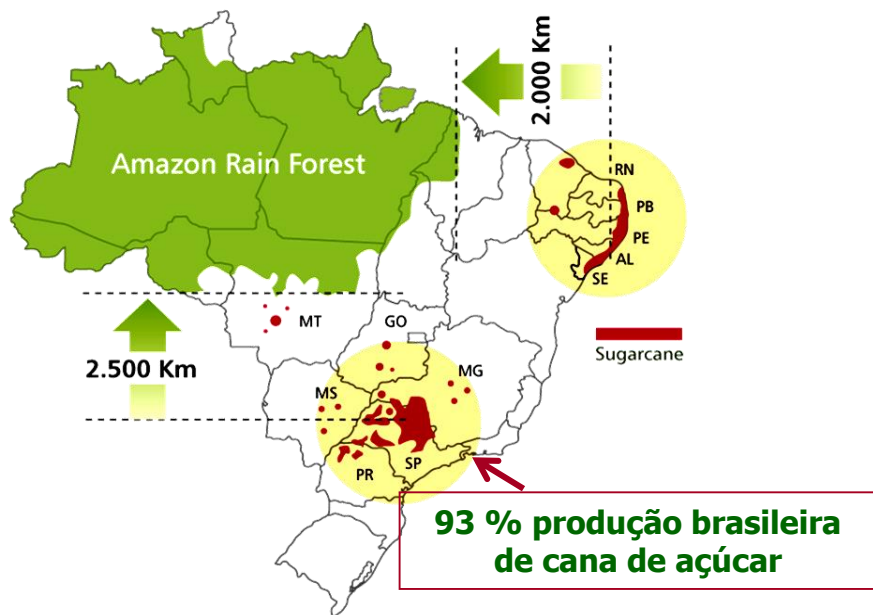 2.000 Km
Amazon Rain Forest
RN
PB
PE
AL
SE
MT
GO
Sugarcane
2.500 Km
MS
MG
PR
SP
93 % produção brasileira
de cana de açúcar